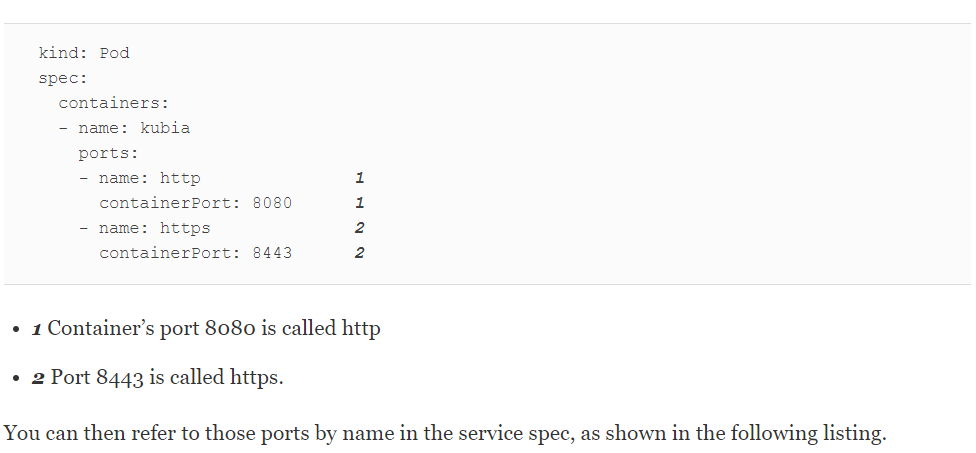 kind: Pod
spec:
  containers:
  - name: kubia
    ports:
    - name: http                1
      containerPort: 8080       1
    - name: https               2
      containerPort: 8443       2
• 1 Container’s port 8080 is called http
• 2 Port 8443 is called https.
You can then refer to those ports by name in the service spec, as shown in the following listing.